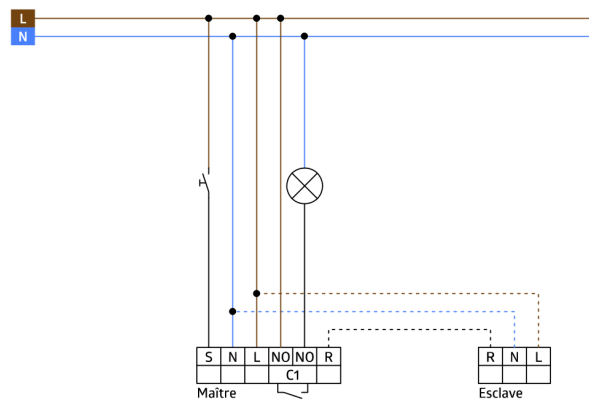 L
N
S N L NO NO R
C1
Maître
R N L
Esclave